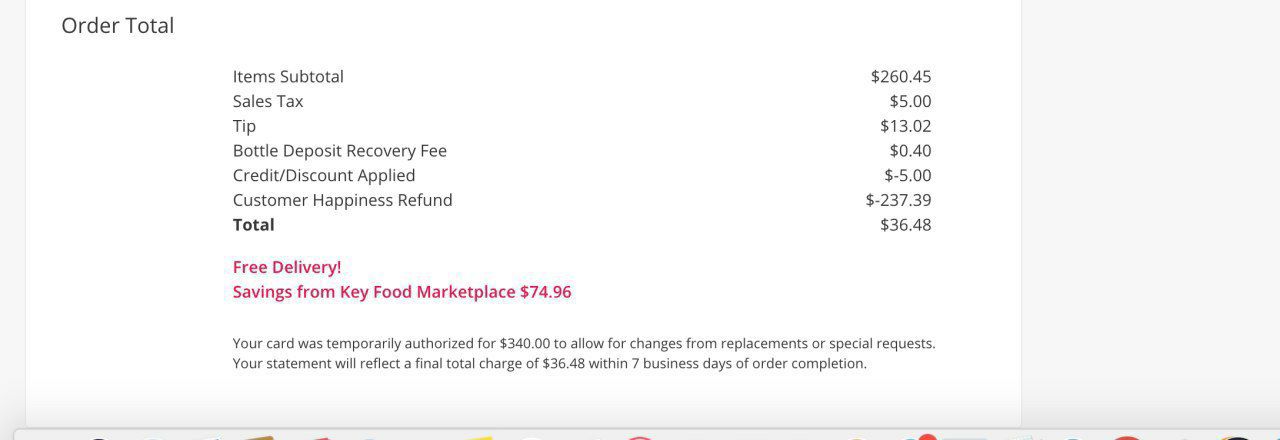 Order Total
Items Subtotal $260.45
Sales Tax $5.00
Tip $13.02
Bottle Deposit Recovery Fee $0.40
Credit/Discount Applied $-5.00
Customer Happiness Refund $-237.39
Total $36.48
Free Delivery!
Savings from Key Food Marketplace $74.96
Your card was temporarily authorized for $340.00 to allow for changes from replacements or special requests.
Your statement will reflect a final total charge of $36.48 within 7 business days of order completion.